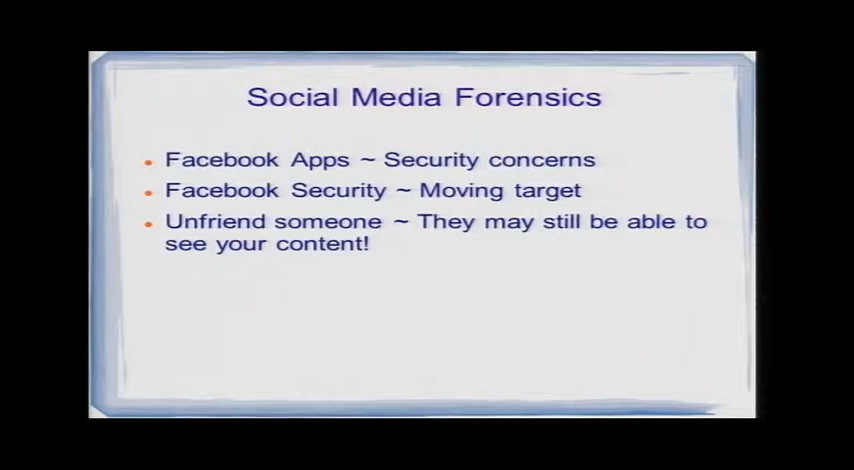 Social Media Forensics
Facebook Apps ~ Security concerns
Facebook Security ~ Moving target
Unfriend someone ~ They may still be able to
see your content!